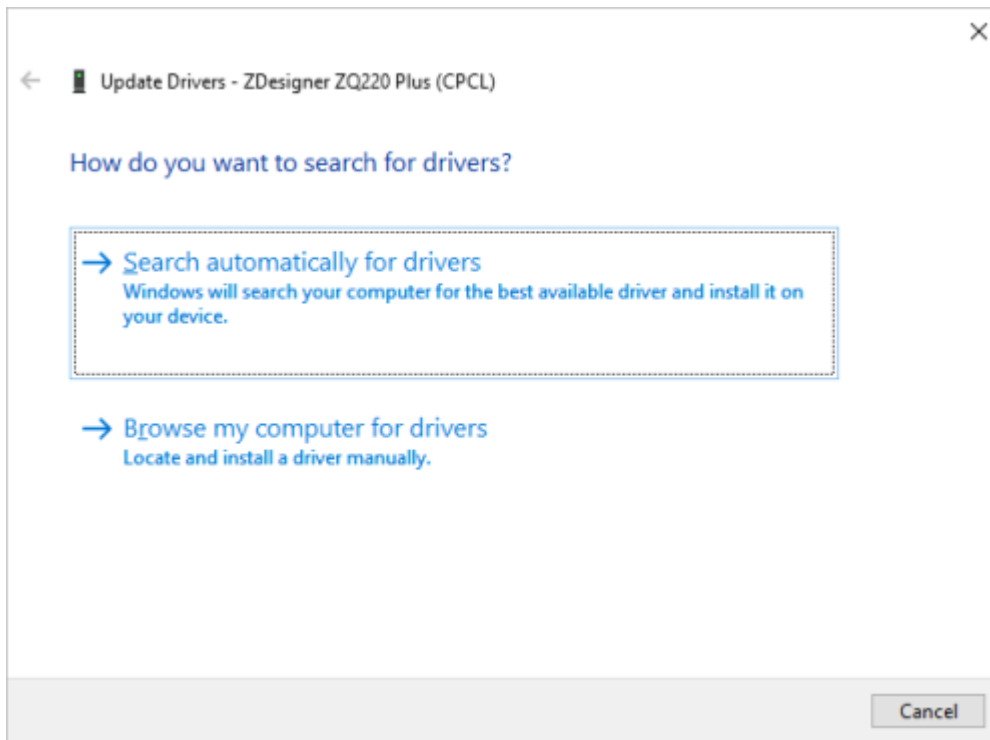 Update Drivers - ZDesigner ZQ220 Plus (CPCL)
How do you want to search for drivers?
Search automatically for drivers
Windows will search your computer for the best available driver and install it on
your device.
Browse my computer for drivers
Locate and install a driver manually.
Cancel